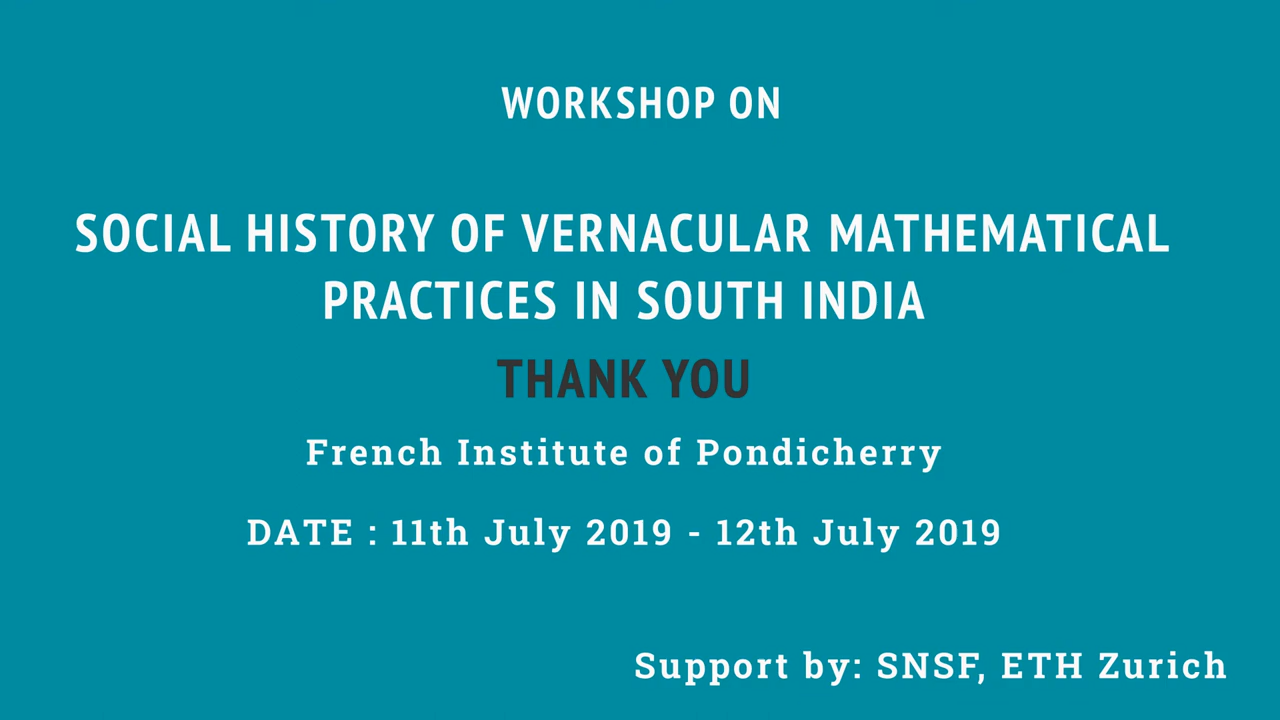 WORKSHOP ON
SOCIAL HISTORY OF VERNACULAR MATHEMATICAL
PRACTICES IN SOUTH INDIA
THANK YOU
French Institute of Pondicherry
DATE : 11th July 2019 - 12th July 2019
Support by: SNSF, ETH Zurich